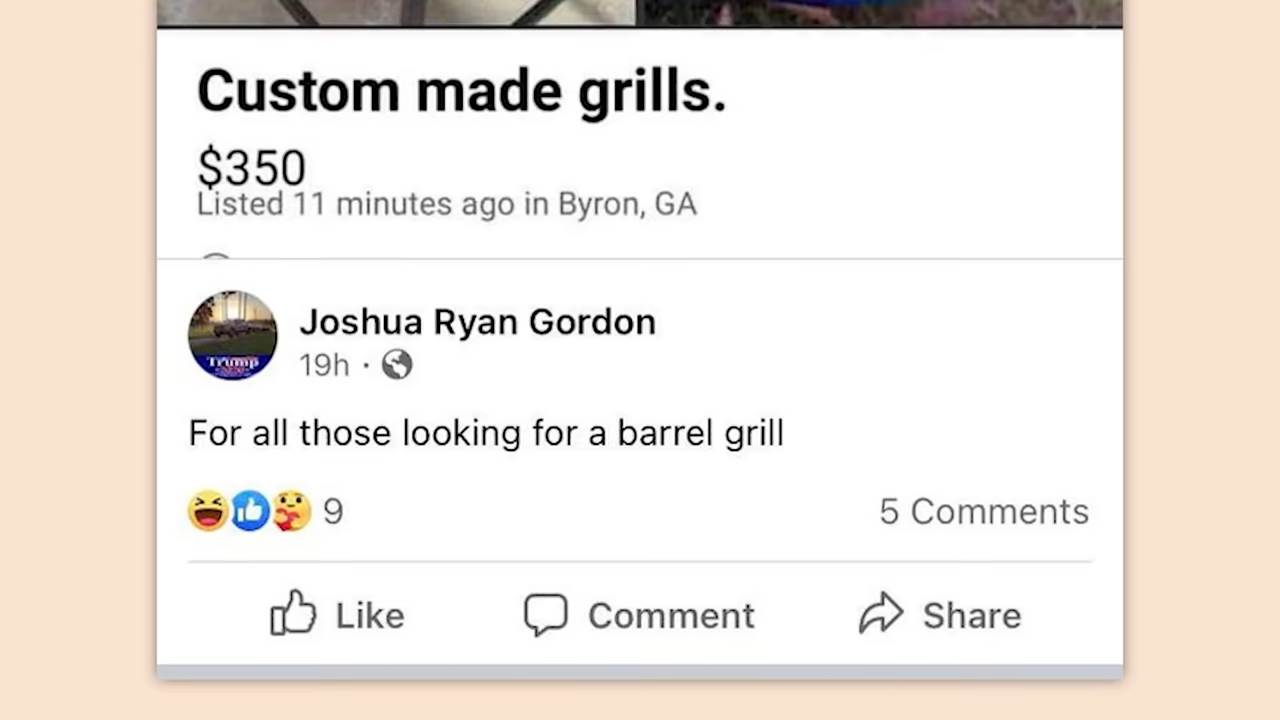 Custom made grills.
$350
Listed 11 minutes ago in Byron, GA
Joshua Ryan Gordon
19h ·
Trump
For all those looking for a barrel grill
9
5 Comments
Like
Comment
Share